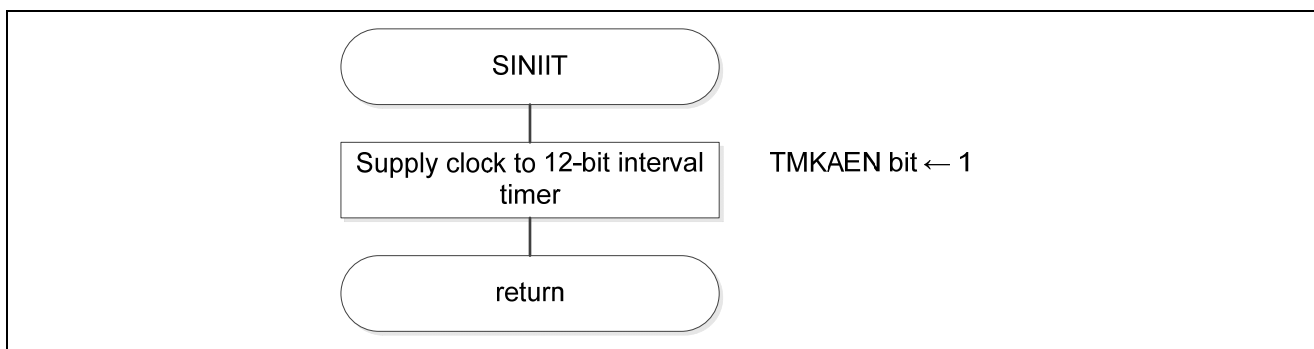 SINIIT
Supply clock to 12-bit interval
timer
TMKAEN bit ← 1
return